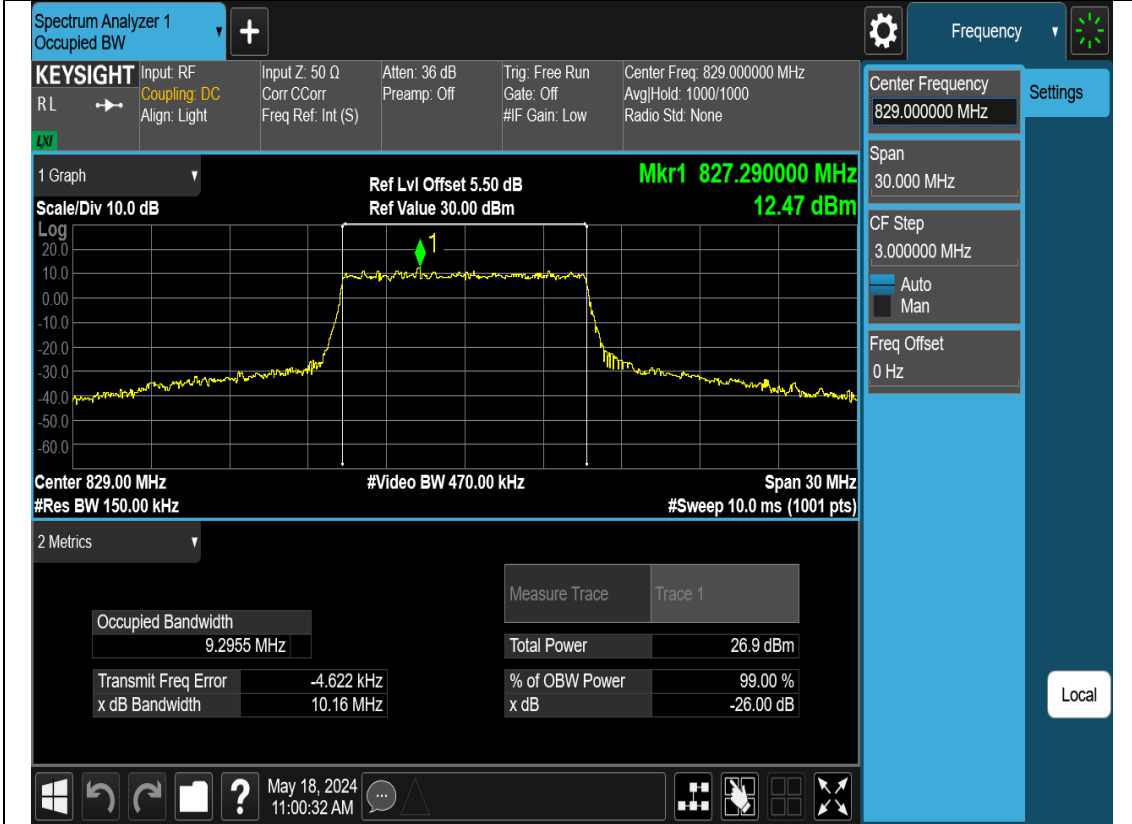 Spectrum Analyzer 1
Occupied BW
+
Frequency
KEYSIGHT
RL
LXI
Input: RF
Coupling: DC
Align: Light
Input Z: 50 Ω
Corr CCorr
Freq Ref: Int (S)
Atten: 36 dB
Preamp: Off
Trig: Free Run
Gate: Off
#IF Gain: Low
Center Freq: 829.000000 MHz
Avg|Hold: 1000/1000
Radio Std: None
Center Frequency
829.000000 MHz
Settings
Span
30.000 MHz
CF Step
3.000000 MHz
Auto
Man
Freq Offset
0 Hz
Local
1 Graph
Scale/Div 10.0 dB
Ref Lvl Offset 5.50 dB
Ref Value 30.00 dBm
Mkr1 827.290000 MHz
12.47 dBm
Log
20.0
10.0
0.00
-10.0
-20.0
-30.0
-40.0
-50.0
-60.0
1
Center 829.00 MHz
#Video BW 470.00 kHz
Span 30 MHz
#Res BW 150.00 kHz
#Sweep 10.0 ms (1001 pts)
2 Metrics
Measure Trace Trace 1
Occupied Bandwidth
9.2955 MHz
Total Power 26.9 dBm
Transmit Freq Error -4.622 kHz
% of OBW Power 99.00 %
x dB Bandwidth 10.16 MHz
x dB -26.00 dB
?
May 18, 2024
11:00:32 AM